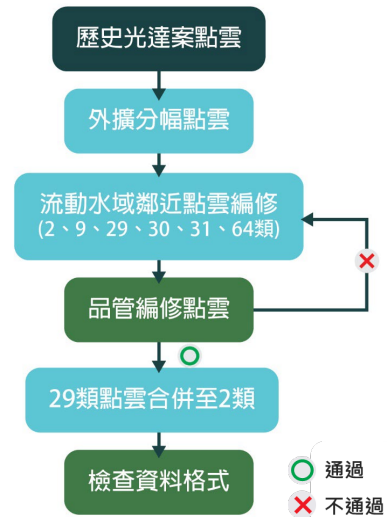 歷史光達案點雲
外擴分幅點雲
流動水域鄰近點雲編修
(2、9、29、30、31、64類)
品管編修點雲
29類點雲合併至2類
檢查資料格式
通過
不通過